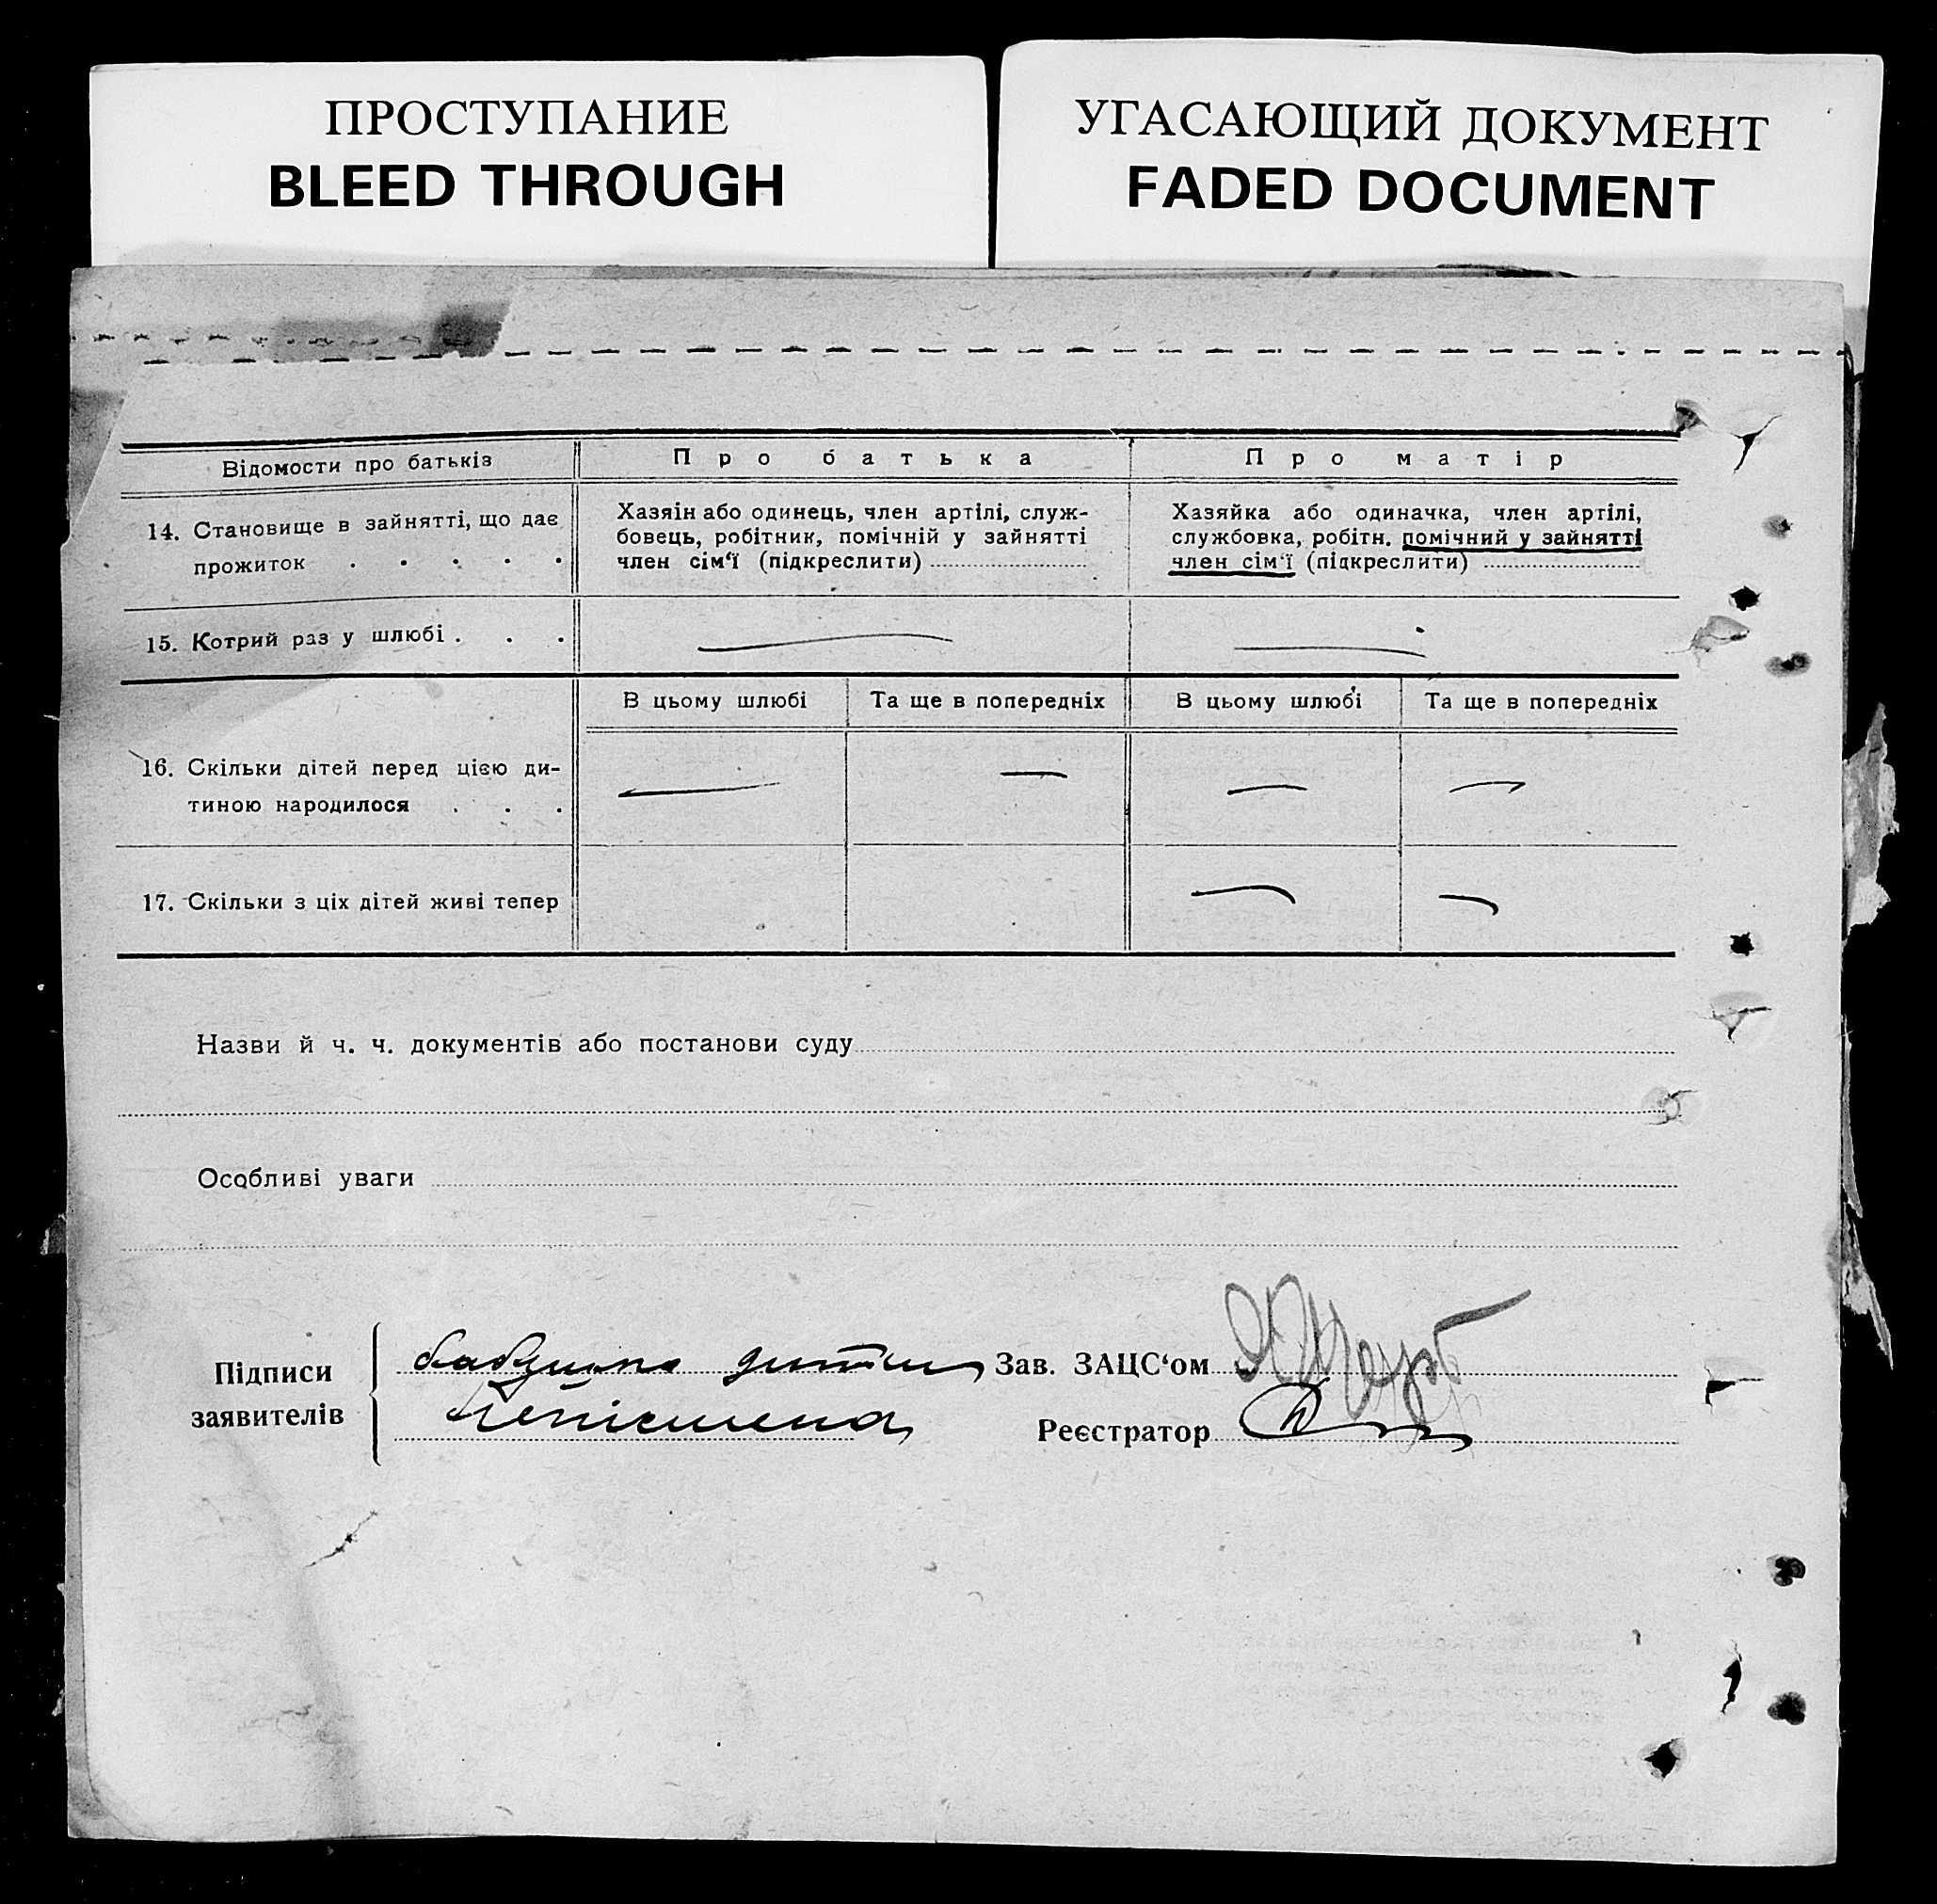 ПРОСТУПАНИЕ
BLEED THROUGH
УГАСАЮЩИЙ ДОКУМЕНТ
FADED DOCUMENT
Відомости про батьків
Про батька
Про матір
14. Становище в зайнятті, що дає
прожиток . . . . .
Хазяін або одинець, член артілі, служ-
бовець, робітник, помічній у зайнятті
член сім‘ї (підкреслити)
Хазяйка або одиначка, член артілі,
службовка, робітн. помічний у зайнятті
член сім‘ї (підкреслити)
15. Котрий раз у шлюбі . . .
В цьому шлюбі
Та ще в попередніх
В цьому шлюбі
Та ще в попередніх
16. Скільки дітей перед цією ди-
тиною народилося . . .
17. Скільки з ціх дітей живі тепер
Назви й ч. ч. документів або постанови суду
Особливі уваги
Підписи
заявителів
бабушка
Зав. ЗАЦС‘ом
Реєстратор